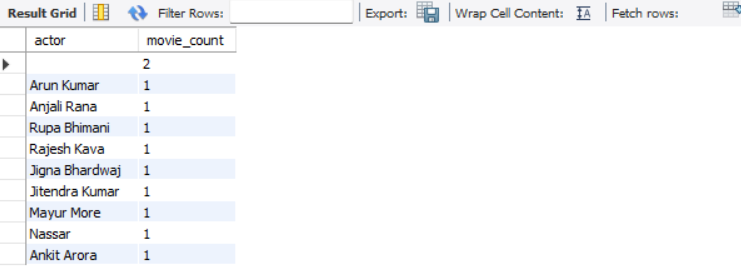 Result Grid Filter Rows: Export: Wrap Cell Content: IA Fetch rows:
actor movie_count
2
Arun Kumar 1
Anjali Rana 1
Rupa Bhimani 1
Rajesh Kava 1
Jigna Bhardwaj 1
Jitendra Kumar 1
Mayur More 1
Nassar 1
Ankit Arora 1